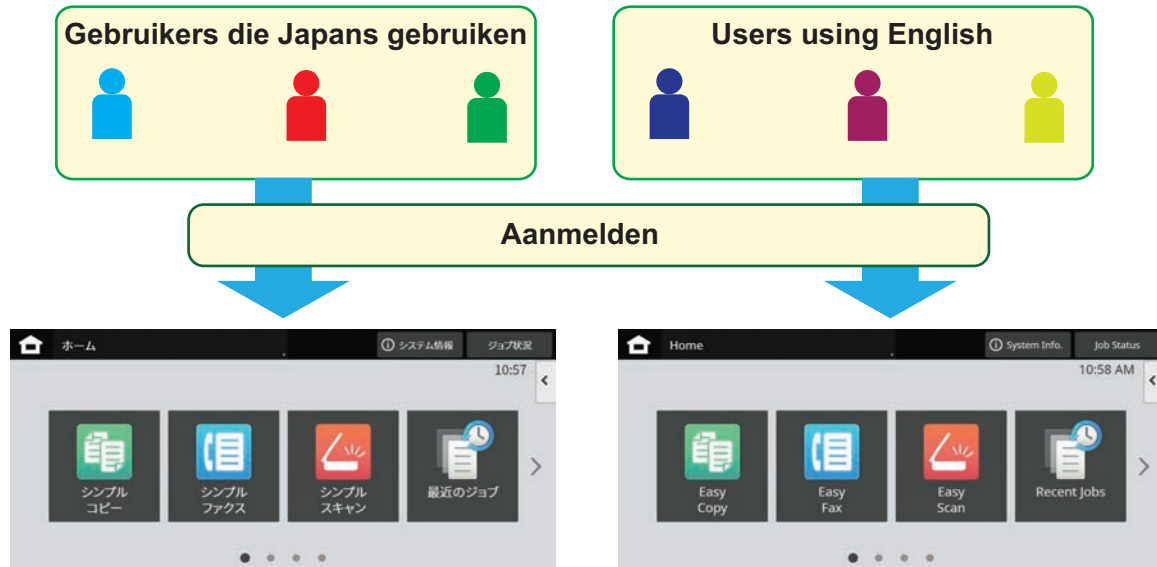 Gebruikers die Japans gebruiken
Users using English
Aanmelden
ホーム
システム情報
ジョブ状況
10:57
シンプル
コピー
シンプル
ファクス
シンプル
スキャン
最近のジョブ
Home
System Info.
Job Status
10:58 AM
Easy
Copy
Easy
Fax
Easy
Scan
Recent Jobs